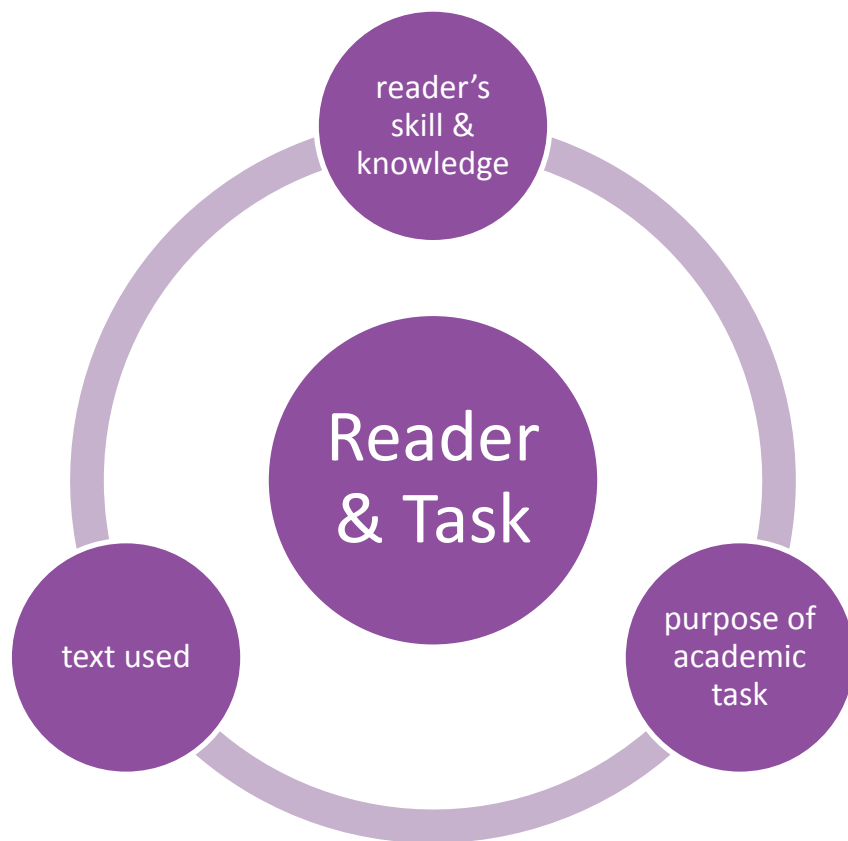 reader’s
skill &
knowledge
Reader
& Task
text used
purpose of
academic
task